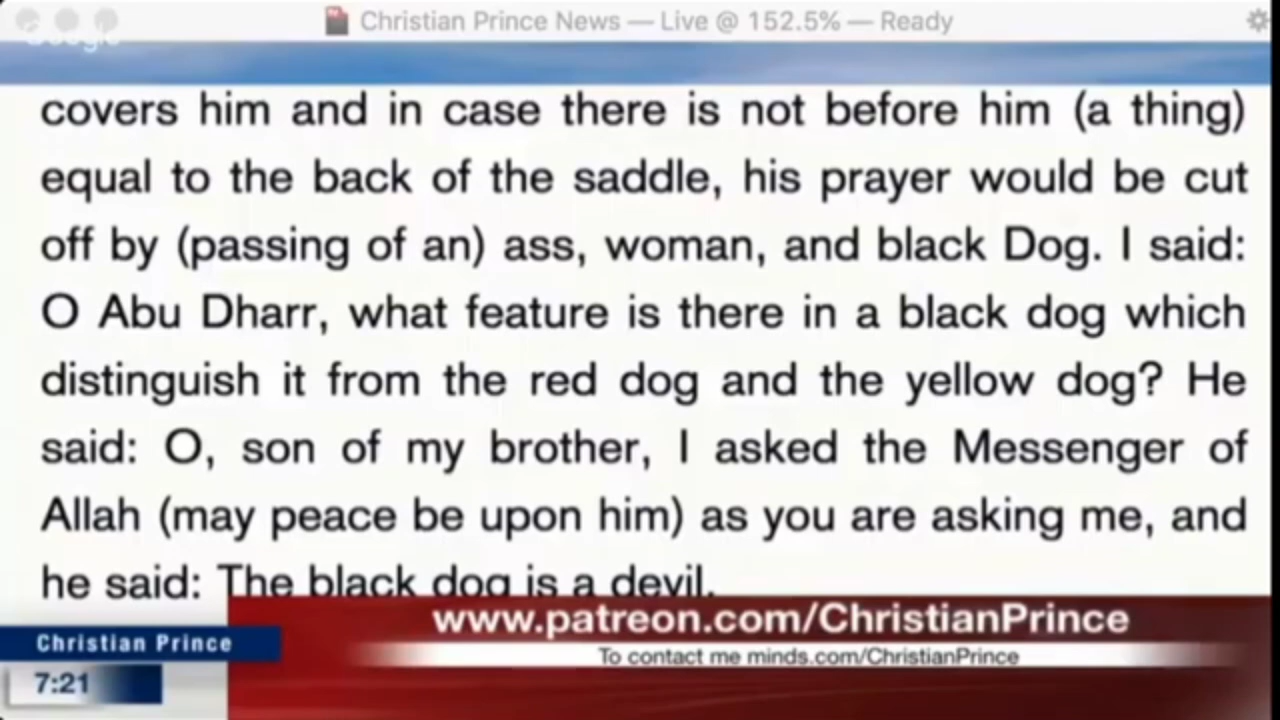 Christian Prince News — Live @ 152.5% — Ready
Google
covers him and in case there is not before him (a thing)
equal to the back of the saddle, his prayer would be cut
off by (passing of an) ass, woman, and black Dog. I said:
O Abu Dharr, what feature is there in a black dog which
distinguish it from the red dog and the yellow dog? He
said: O, son of my brother, I asked the Messenger of
Allah (may peace be upon him) as you are asking me, and
he said: The black dog is a devil.
www.patreon.com/ChristianPrince
Christian Prince
To contact me minds.com/ChristianPrince
7:21